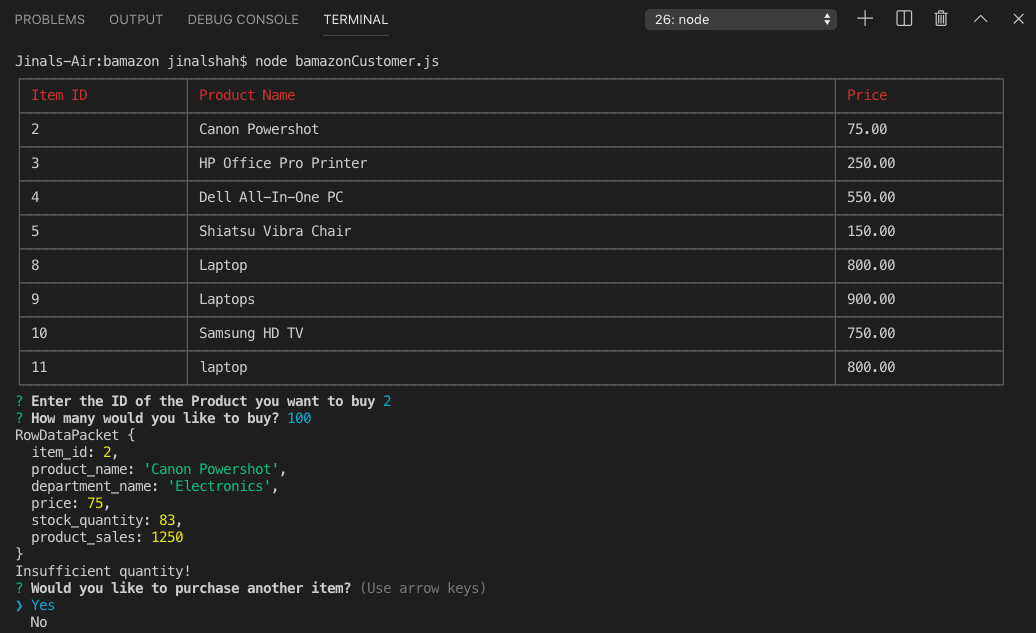 PROBLEMS OUTPUT DEBUG CONSOLE TERMINAL 26: node
Jinals-Air:bamazon jinalshah$ node bamazonCustomer.js
Item ID Product Name Price
2 Canon Powershot 75.00
3 HP Office Pro Printer 250.00
4 Dell All-In-One PC 550.00
5 Shiatsu Vibra Chair 150.00
8 Laptop 800.00
9 Laptops 900.00
10 Samsung HD TV 750.00
11 laptop 800.00
? Enter the ID of the Product you want to buy 2
? How many would you like to buy? 100
RowDataPacket {
item_id: 2,
product_name: 'Canon Powershot',
department_name: 'Electronics',
price: 75,
stock_quantity: 83,
product_sales: 1250
}
Insufficient quantity!
? Would you like to purchase another item? (Use arrow keys)
❯ Yes
No